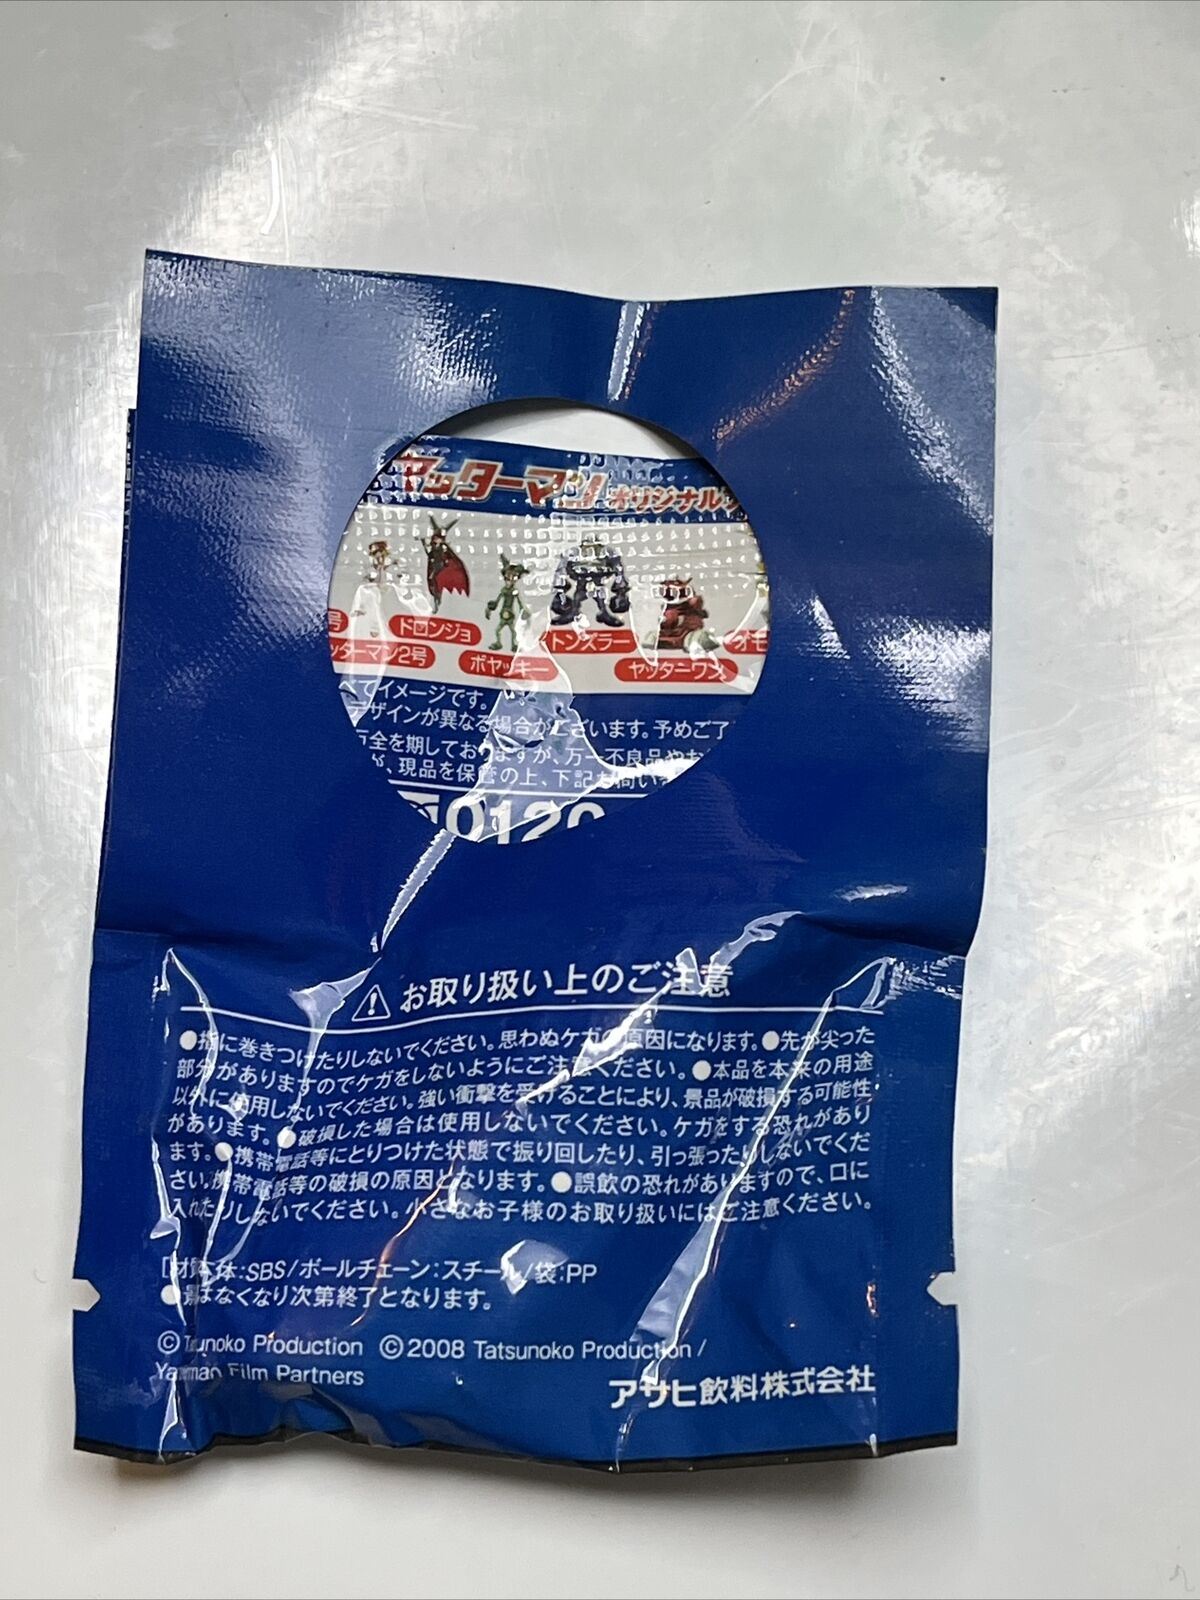 ヤッターマン オリジナル
号
ドロンジョ
トンズラー
オモ
ッターマン2号
ボヤッキー
ヤッターワン
べてイメージです。
デザインが異なる場合がございます。予めご了
万全を期しておりますが、万一不良品や
が、現品を保管の上、下記お問い
0120
お取り扱い上のご注意
●指に巻きつけたりしないでください。思わぬケガの原因になります。●先が尖った
部分がありますのでケガをしないようにご注意ください。●本品を本来の用途
以外に使用しないでください。強い衝撃を受けることにより、景品が破損する可能性
があります。●破損した場合は使用しないでください。ケガをする恐れがあり
ます。●携帯電話等にとりつけた状態で振り回したり、引っ張ったりしないでくだ
さい。携帯電話等の破損の原因となります。●誤飲の恐れがありますので、口に
入れたりしないでください。小さなお子様のお取り扱いにはご注意ください。
[材質]本体:SBS/ボールチェーン:スチール/袋:PP
●景品はなくなり次第終了となります。
©Tatsunoko Production ©2008 Tatsunoko Production /
Yatterman Film Partners
アサヒ飲料株式会社